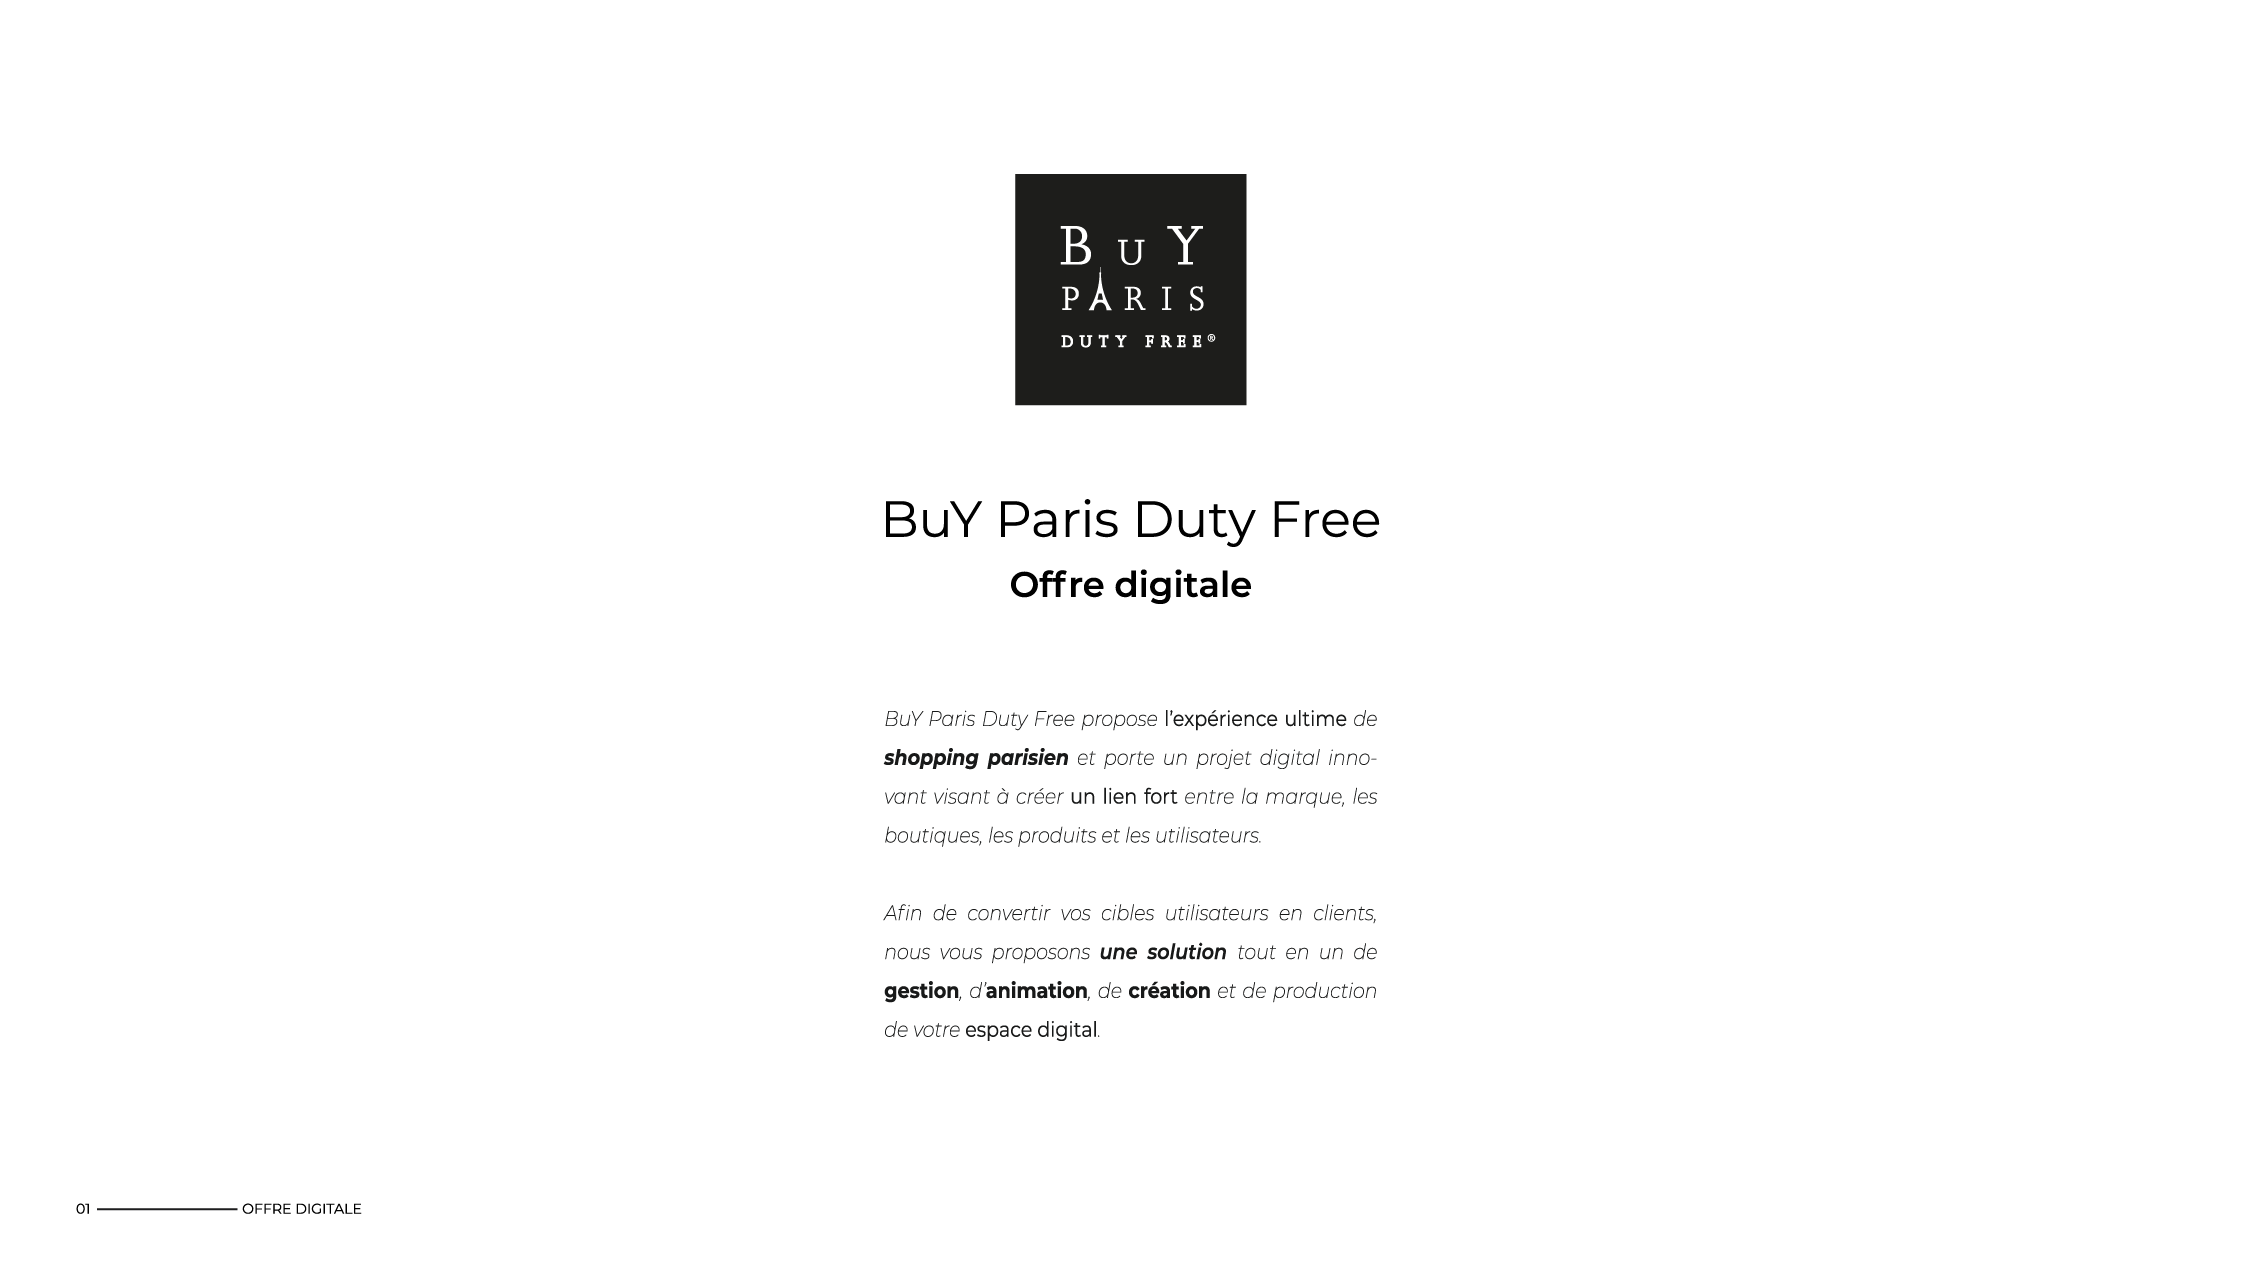 BuY
PARIS
DUTY FREE®
BuY Paris Duty Free
Offre digitale
BuY Paris Duty Free propose l’expérience ultime de
shopping parisien et porte un projet digital inno-
vant visant à créer un lien fort entre la marque, les
boutiques, les produits et les utilisateurs.
Afin de convertir vos cibles utilisateurs en clients,
nous vous proposons une solution tout en un de
gestion, d’animation, de création et de production
de votre espace digital.
01 OFFRE DIGITALE